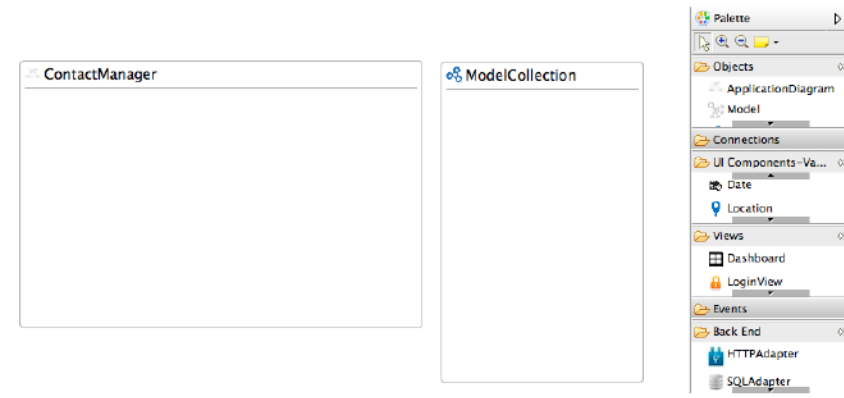 ContactManager
ModelCollection
Palette
Objects
ApplicationDiagram
Model
Connections
UI Components-Va...
Date
Location
Views
Dashboard
LoginView
Events
Back End
HTTPAdapter
SQLAdapter